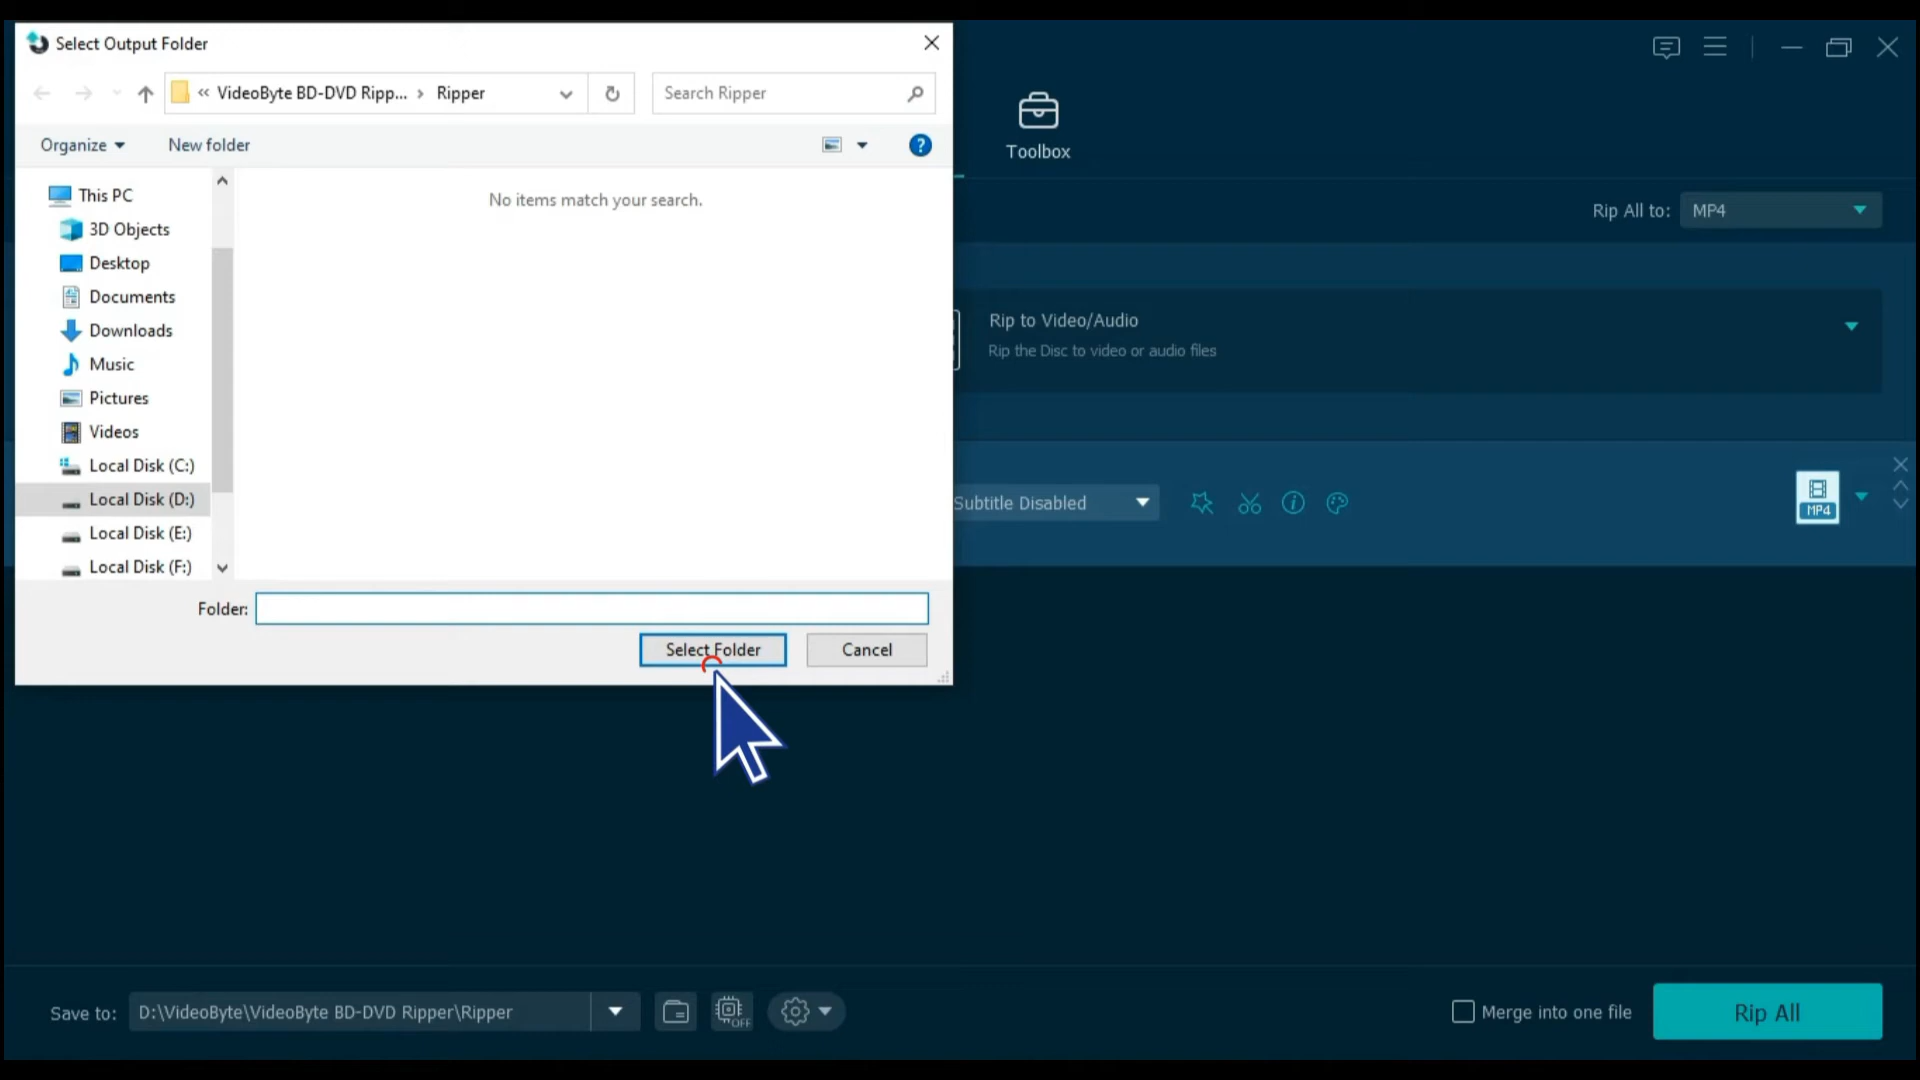 Select Output Folder
« VideoByte BD-DVD Ripp... › Ripper
Search Ripper
Organize
New folder
?
No items match your search.
This PC
3D Objects
Desktop
Documents
Downloads
Music
Pictures
Videos
Local Disk (C:)
Local Disk (D:)
Local Disk (E:)
Local Disk (F:)
Folder:
Select Folder
Cancel
Toolbox
Rip All to:
MP4
Rip to Video/Audio
Rip the Disc to video or audio files
Subtitle Disabled
MP4
Save to:
D:\VideoByte\VideoByte BD-DVD Ripper\Ripper
OFF
Merge into one file
Rip All